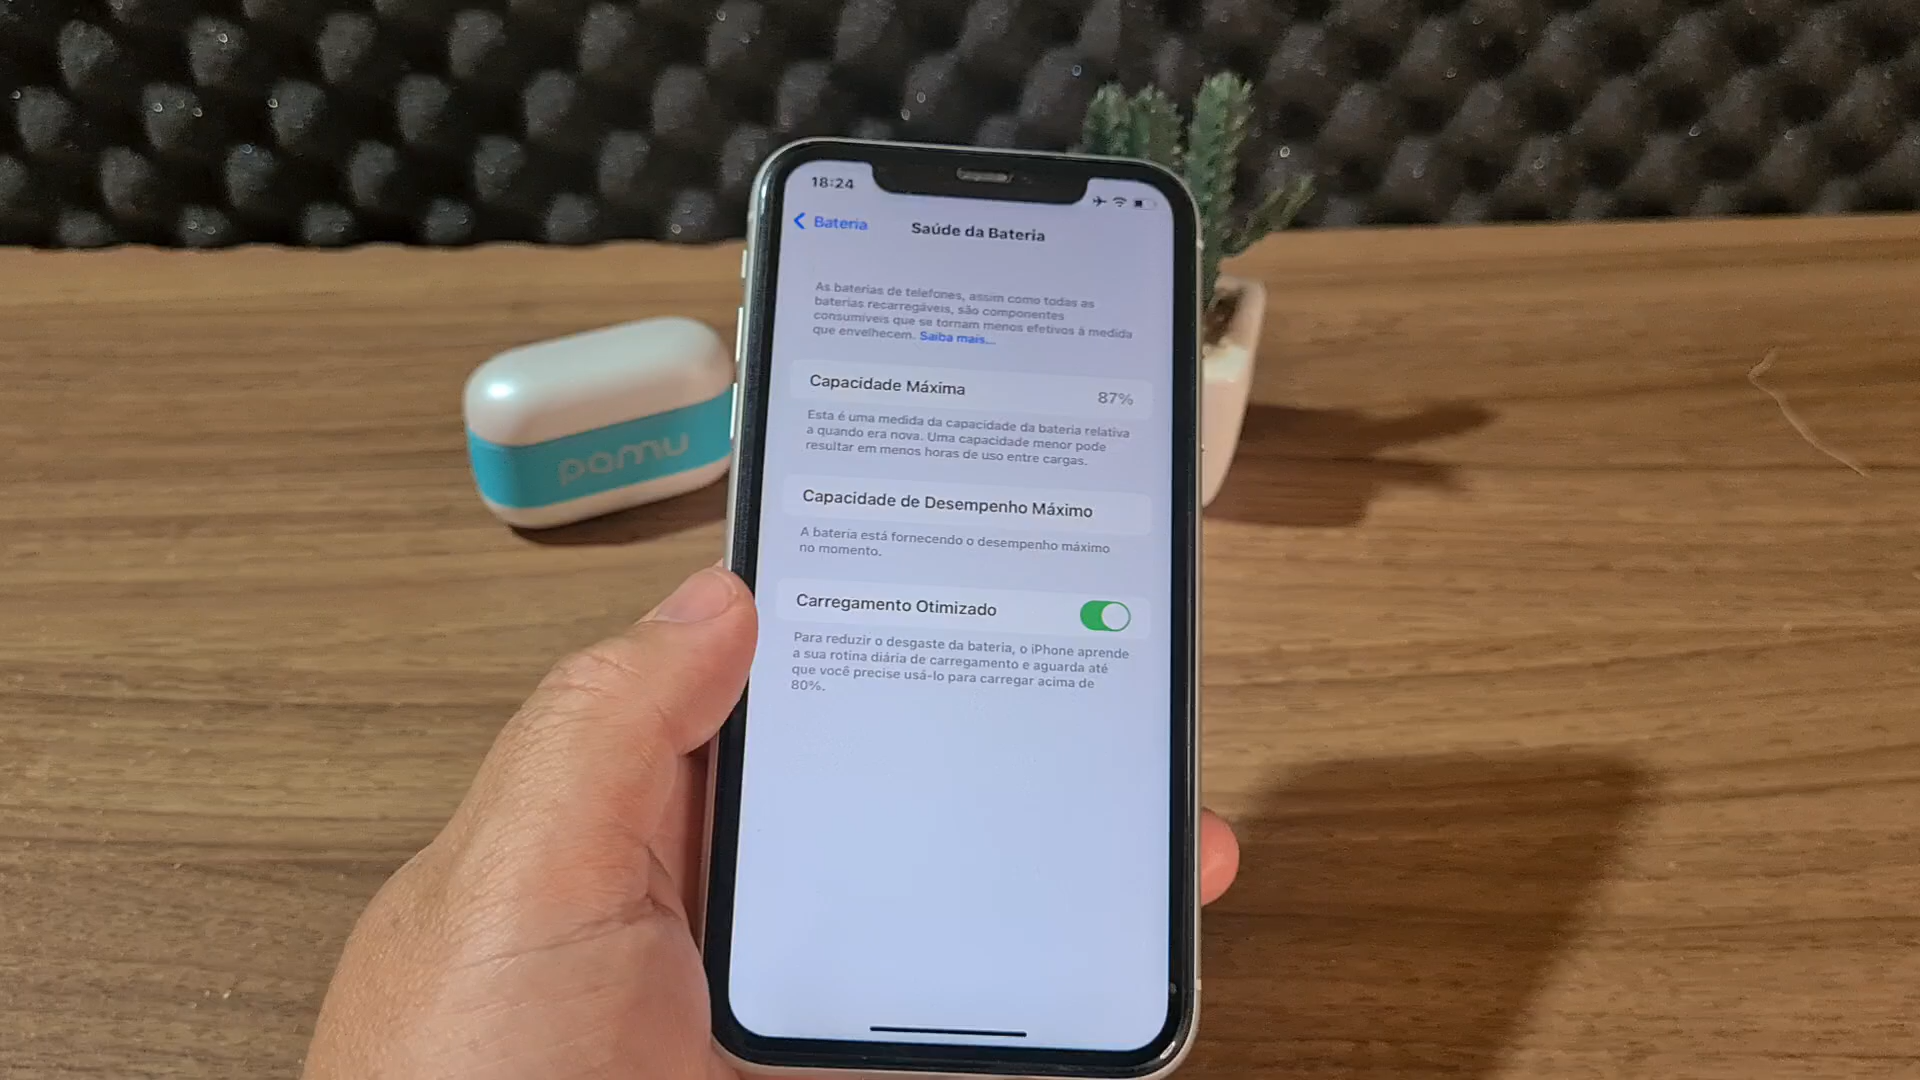 18:24
Bateria
Saúde da Bateria
As baterias de telefones, assim como todas as
baterias recarregáveis, são componentes
consumíveis que se tornam menos efetivos à medida
que envelhecem. Saiba mais...
Capacidade Máxima 87%
Esta é uma medida da capacidade da bateria relativa
a quando era nova. Uma capacidade menor pode
resultar em menos horas de uso entre cargas.
Capacidade de Desempenho Máximo
A bateria está fornecendo o desempenho máximo
no momento.
Carregamento Otimizado
Para reduzir o desgaste da bateria, o iPhone aprende
a sua rotina diária de carregamento e aguarda até
que você precise usá-lo para carregar acima de
80%.
pamu